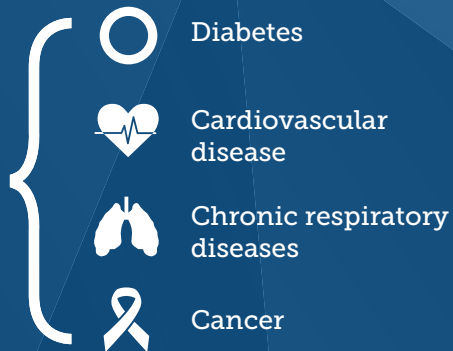 Diabetes
Cardiovascular
disease
Chronic respiratory
diseases
Cancer